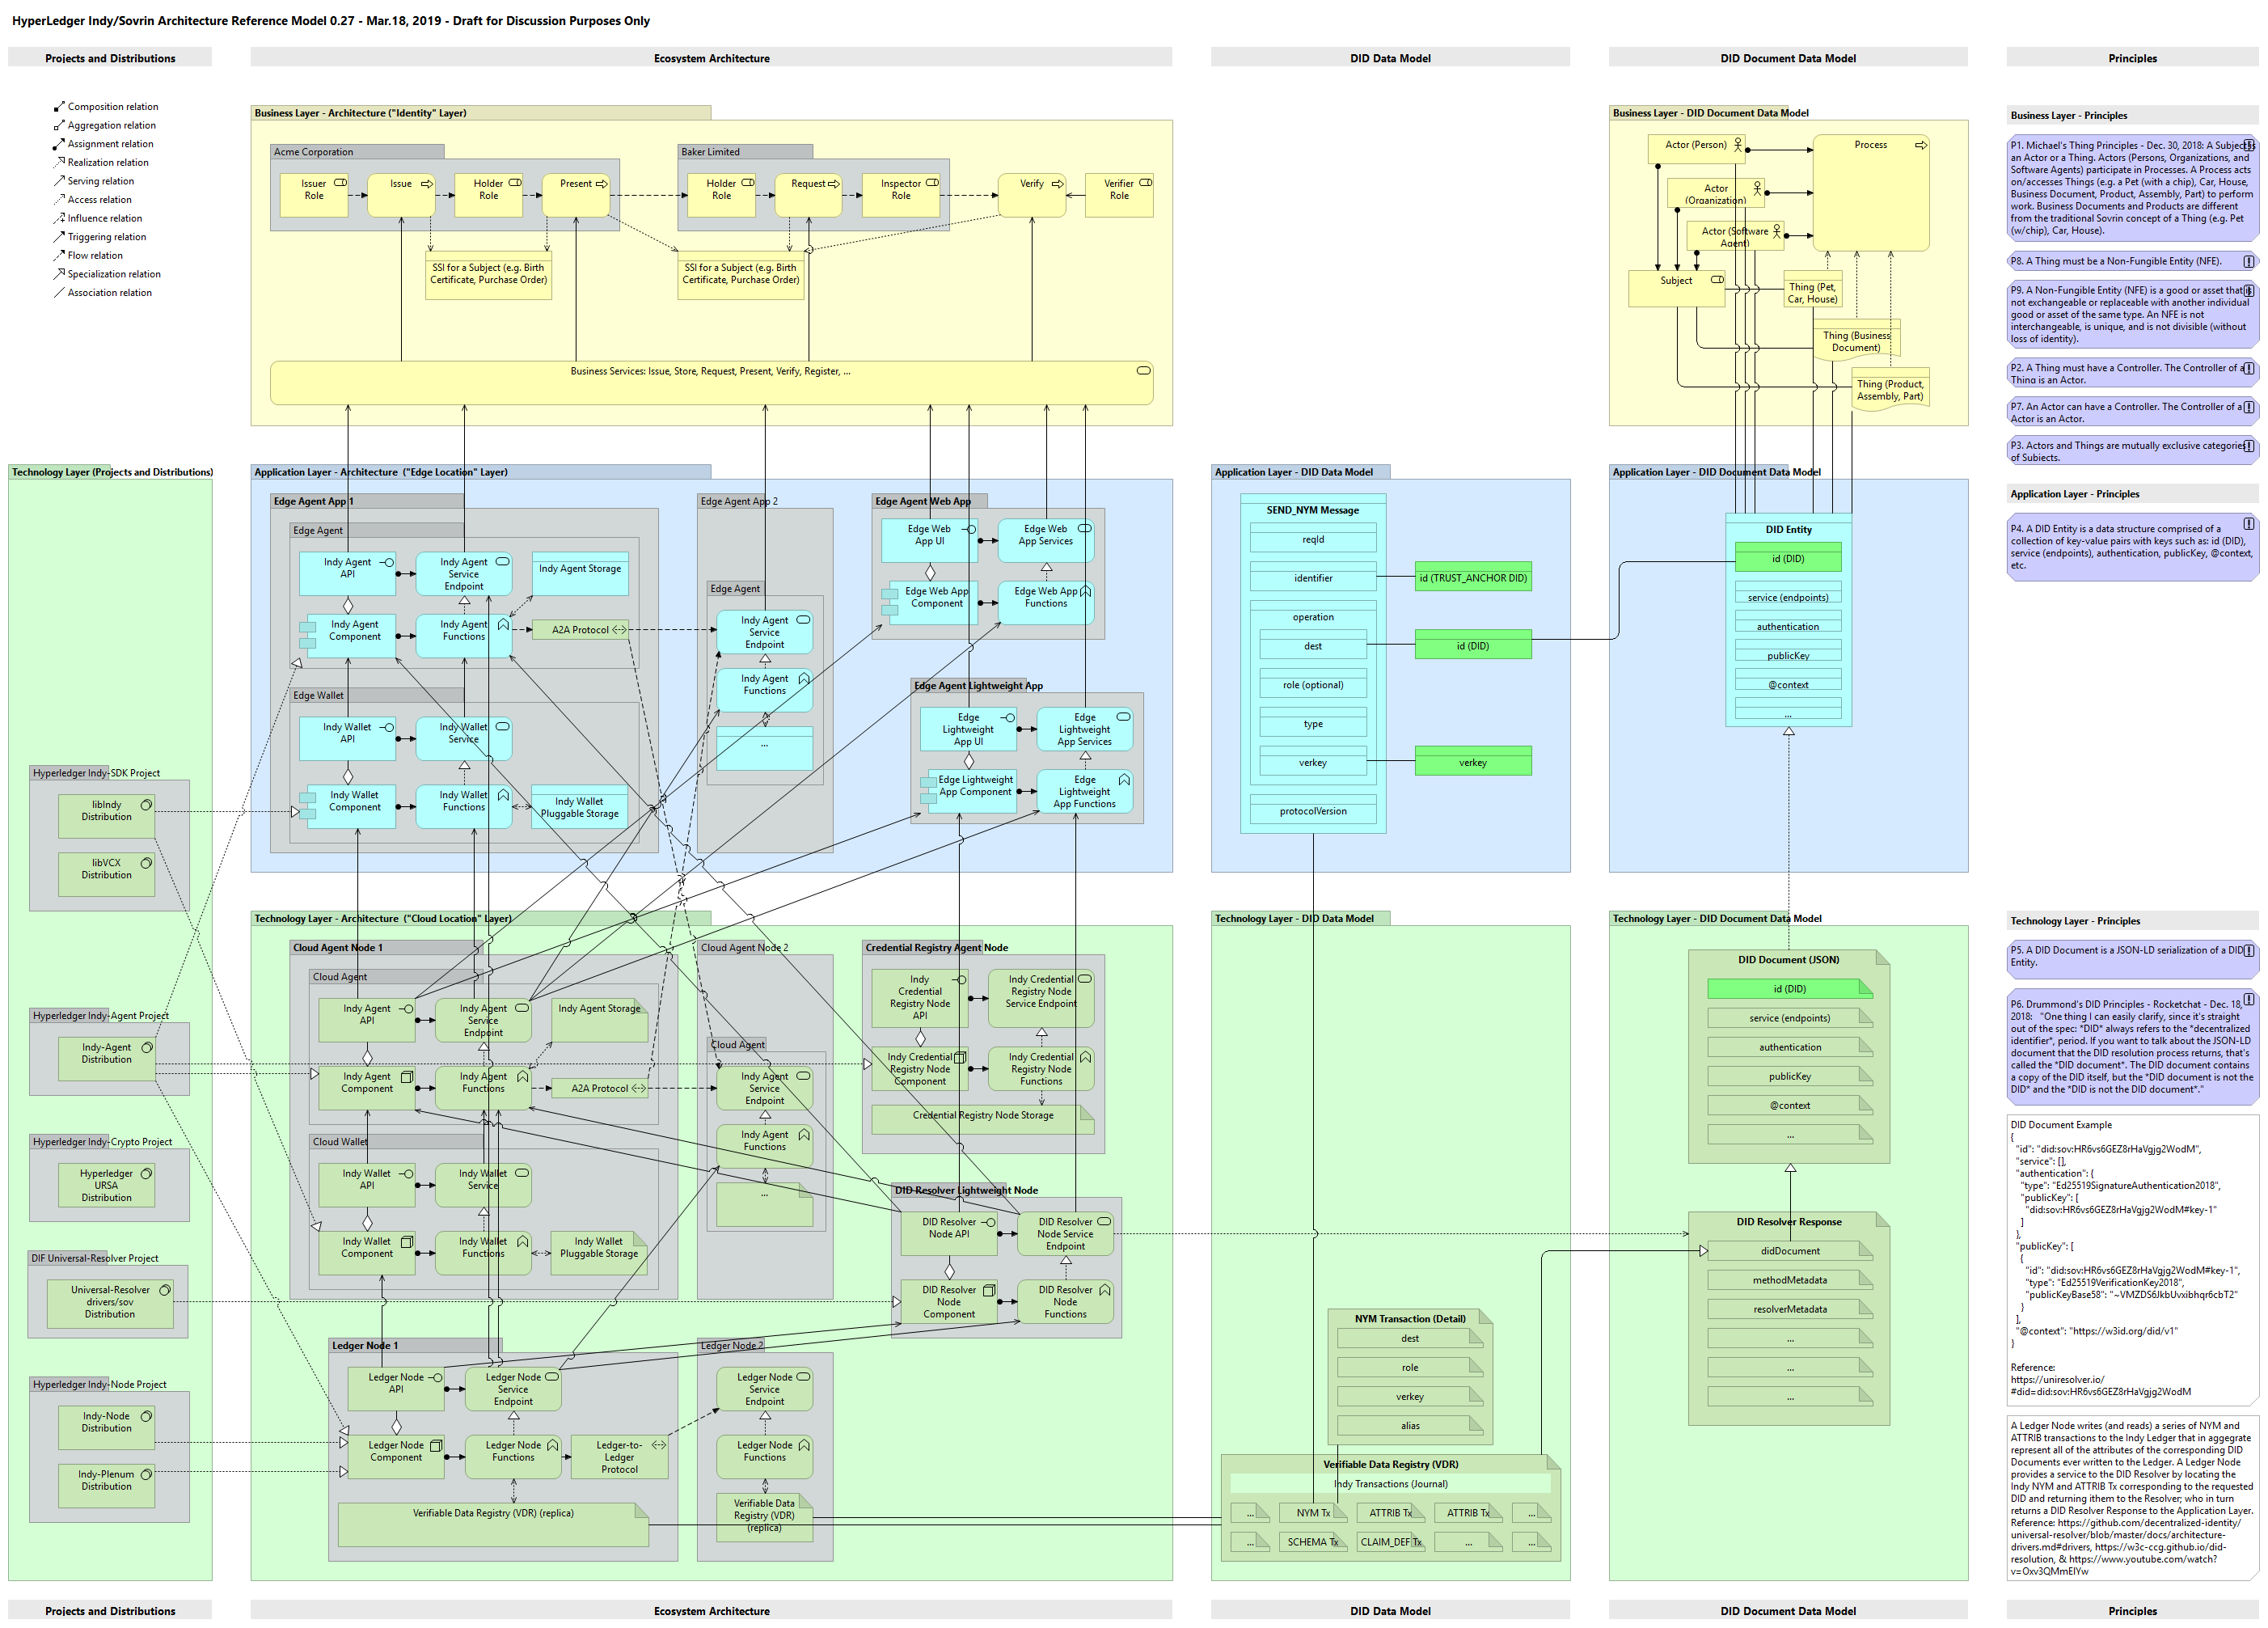 HyperLedger Indy/Sovrin Architecture Reference Model 0.27 - Mar.18, 2019 - Draft for Discussion Purposes Only
Projects and Distributions
Ecosystem Architecture
DID Data Model
DID Document Data Model
Principles
Composition relation
Aggregation relation
Assignment relation
Realization relation
Serving relation
Access relation
Influence relation
Triggering relation
Flow relation
Specialization relation
Association relation
Technology Layer (Projects and Distributions)
Hyperledger Indy-SDK Project
libIndy
Distribution
libVCX
Distribution
Hyperledger Indy-Agent Project
Indy-Agent
Distribution
Hyperledger Indy-Crypto Project
Hyperledger
URSA
Distribution
DIF Universal-Resolver Project
Universal-Resolver
drivers/sov
Distribution
Hyperledger Indy-Node Project
Indy-Node
Distribution
Indy-Plenum
Distribution
Business Layer - Architecture ("Identity" Layer)
Acme Corporation
Issuer
Role
Issue
Holder
Role
Present
Baker Limited
Holder
Role
Request
Inspector
Role
Verify
Verifier
Role
SSI for a Subject (e.g. Birth
Certificate, Purchase Order)
SSI for a Subject (e.g. Birth
Certificate, Purchase Order)
Business Services: Issue, Store, Request, Present, Verify, Register, ...
Application Layer - Architecture  ("Edge Location" Layer)
Edge Agent App 1
Edge Agent
Indy Agent
API
Indy Agent
Service
Endpoint
Indy Agent Storage
Indy Agent
Component
Indy Agent
Functions
A2A Protocol
Edge Wallet
Indy Wallet
API
Indy Wallet
Service
Indy Wallet
Component
Indy Wallet
Functions
Indy Wallet
Pluggable Storage
Edge Agent App 2
Edge Agent
Indy Agent
Service
Endpoint
Indy Agent
Functions
...
Edge Agent Web App
Edge Web
App UI
Edge Web
App Services
Edge Web App
Component
Edge Web App
Functions
Edge Agent Lightweight App
Edge
Lightweight
App UI
Edge
Lightweight
App Services
Edge Lightweight
App Component
Edge
Lightweight
App Functions
Technology Layer - Architecture  ("Cloud Location" Layer)
Cloud Agent Node 1
Cloud Agent
Indy Agent
API
Indy Agent
Service
Endpoint
Indy Agent Storage
Indy Agent
Component
Indy Agent
Functions
A2A Protocol
Cloud Wallet
Indy Wallet
API
Indy Wallet
Service
Indy Wallet
Component
Indy Wallet
Functions
Indy Wallet
Pluggable Storage
Cloud Agent Node 2
Cloud Agent
Indy Agent
Service
Endpoint
Indy Agent
Functions
...
Credential Registry Agent Node
Indy
Credential
Registry Node
API
Indy Credential
Registry Node
Service Endpoint
Indy Credential
Registry Node
Component
Indy Credential
Registry Node
Functions
Credential Registry Node Storage
DID Resolver Lightweight Node
DID Resolver
Node API
DID Resolver
Node Service
Endpoint
DID Resolver
Node
Component
DID Resolver
Node
Functions
Ledger Node 1
Ledger Node
API
Ledger Node
Service
Endpoint
Ledger Node
Component
Ledger Node
Functions
Ledger-to-
Ledger
Protocol
Verifiable Data Registry (VDR) (replica)
Ledger Node 2
Ledger Node
Service
Endpoint
Ledger Node
Functions
Verifiable Data
Registry (VDR)
(replica)
Application Layer - DID Data Model
SEND_NYM Message
reqId
identifier
operation
dest
role (optional)
type
verkey
protocolVersion
id (TRUST_ANCHOR DID)
id (DID)
verkey
Technology Layer - DID Data Model
NYM Transaction (Detail)
dest
role
verkey
alias
Verifiable Data Registry (VDR)
Indy Transactions (Journal)
...
NYM Tx
ATTRIB Tx
ATTRIB Tx
...
...
SCHEMA Tx
CLAIM_DEF Tx
...
...
Business Layer - DID Document Data Model
Actor (Person)
Process
Actor
(Organization)
Actor (Software
Agent)
Subject
Thing (Pet,
Car, House)
Thing (Business
Document)
Thing (Product,
Assembly, Part)
Application Layer - DID Document Data Model
DID Entity
id (DID)
service (endpoints)
authentication
publicKey
@context
...
Technology Layer - DID Document Data Model
DID Document (JSON)
id (DID)
service (endpoints)
authentication
publicKey
@context
...
DID Resolver Response
didDocument
methodMetadata
resolverMetadata
...
...
...
Business Layer - Principles
P1. Michael's Thing Principles - Dec. 30, 2018: A Subject is
an Actor or a Thing. Actors (Persons, Organizations, and
Software Agents) participate in Processes. A Process acts
on/accesses Things (e.g. a Pet (with a chip), Car, House,
Business Document, Product, Assembly, Part) to perform
work. Business Documents and Products are different
from the traditional Sovrin concept of a Thing (e.g. Pet
(w/chip), Car, House).
P8. A Thing must be a Non-Fungible Entity (NFE).
P9. A Non-Fungible Entity (NFE) is a good or asset that is
not exchangeable or replaceable with another individual
good or asset of the same type. An NFE is not
interchangeable, is unique, and is not divisible (without
loss of identity).
P2. A Thing must have a Controller. The Controller of a
Thing is an Actor.
P7. An Actor can have a Controller. The Controller of a
Actor is an Actor.
P3. Actors and Things are mutually exclusive categories
of Subjects.
Application Layer - Principles
P4. A DID Entity is a data structure comprised of a
collection of key-value pairs with keys such as: id (DID),
service (endpoints), authentication, publicKey, @context,
etc.
Technology Layer - Principles
P5. A DID Document is a JSON-LD serialization of a DID
Entity.
P6. Drummond's DID Principles - Rocketchat - Dec. 18,
2018:   "One thing I can easily clarify, since it's straight
out of the spec: *DID* always refers to the *decentralized
identifier*, period. If you want to talk about the JSON-LD
document that the DID resolution process returns, that's
called the *DID document*. The DID document contains
a copy of the DID itself, but the *DID document is not the
DID* and the *DID is not the DID document*."
DID Document Example
{
"id": "did:sov:HR6vs6GEZ8rHaVgjg2WodM",
"service": [],
"authentication": {
"type": "Ed25519SignatureAuthentication2018",
"publicKey": [
"did:sov:HR6vs6GEZ8rHaVgjg2WodM#key-1"
]
},
"publicKey": [
{
"id": "did:sov:HR6vs6GEZ8rHaVgjg2WodM#key-1",
"type": "Ed25519VerificationKey2018",
"publicKeyBase58": "~VMZDS6JkbUvxibhqr6cbT2"
}
],
"@context": "https://w3id.org/did/v1"
}
Reference:
https://uniresolver.io/
#did=did:sov:HR6vs6GEZ8rHaVgjg2WodM
A Ledger Node writes (and reads) a series of NYM and
ATTRIB transactions to the Indy Ledger that in aggegrate
represent all of the attributes of the corresponding DID
Documents ever written to the Ledger. A Ledger Node
provides a service to the DID Resolver by locating the
Indy NYM and ATTRIB Tx corresponding to the requested
DID and returning ithem to the Resolver; who in turn
returns a DID Resolver Response to the Application Layer.
Reference: https://github.com/decentralized-identity/
universal-resolver/blob/master/docs/architecture-
drivers.md#drivers, https://w3c-ccg.github.io/did-
resolution, & https://www.youtube.com/watch?
v=Oxv3QMmEIYw
Projects and Distributions
Ecosystem Architecture
DID Data Model
DID Document Data Model
Principles